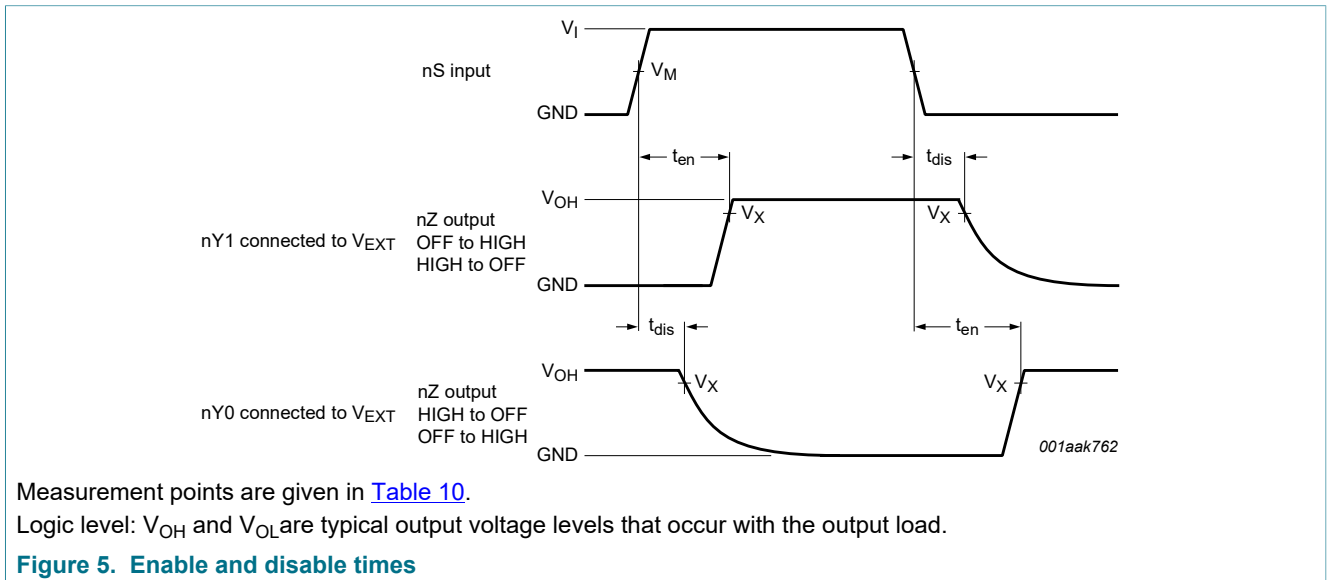 V_I
nS input
V_M
GND
t_en
t_dis
V_OH
V_X
V_X
nY1 connected to V_EXT
nZ output
OFF to HIGH
HIGH to OFF
GND
t_dis
t_en
V_OH
V_X
V_X
nY0 connected to V_EXT
nZ output
HIGH to OFF
OFF to HIGH
GND
001aak762
Measurement points are given in Table 10.
Logic level: V_OH and V_OLare typical output voltage levels that occur with the output load.
Figure 5. Enable and disable times